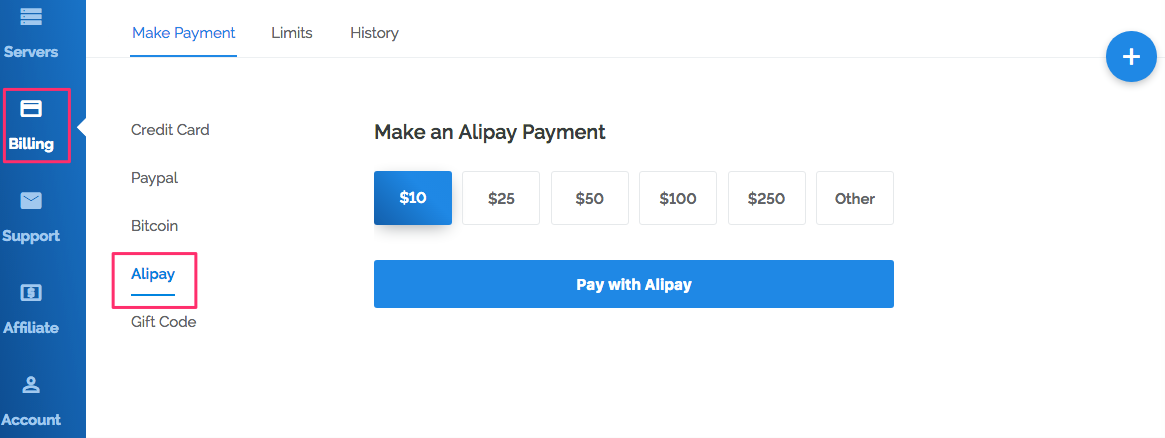 Servers
Billing
Support
Affiliate
Account
Make Payment Limits History
Credit Card
Paypal
Bitcoin
Alipay
Gift Code
Make an Alipay Payment
$10 $25 $50 $100 $250 Other
Pay with Alipay